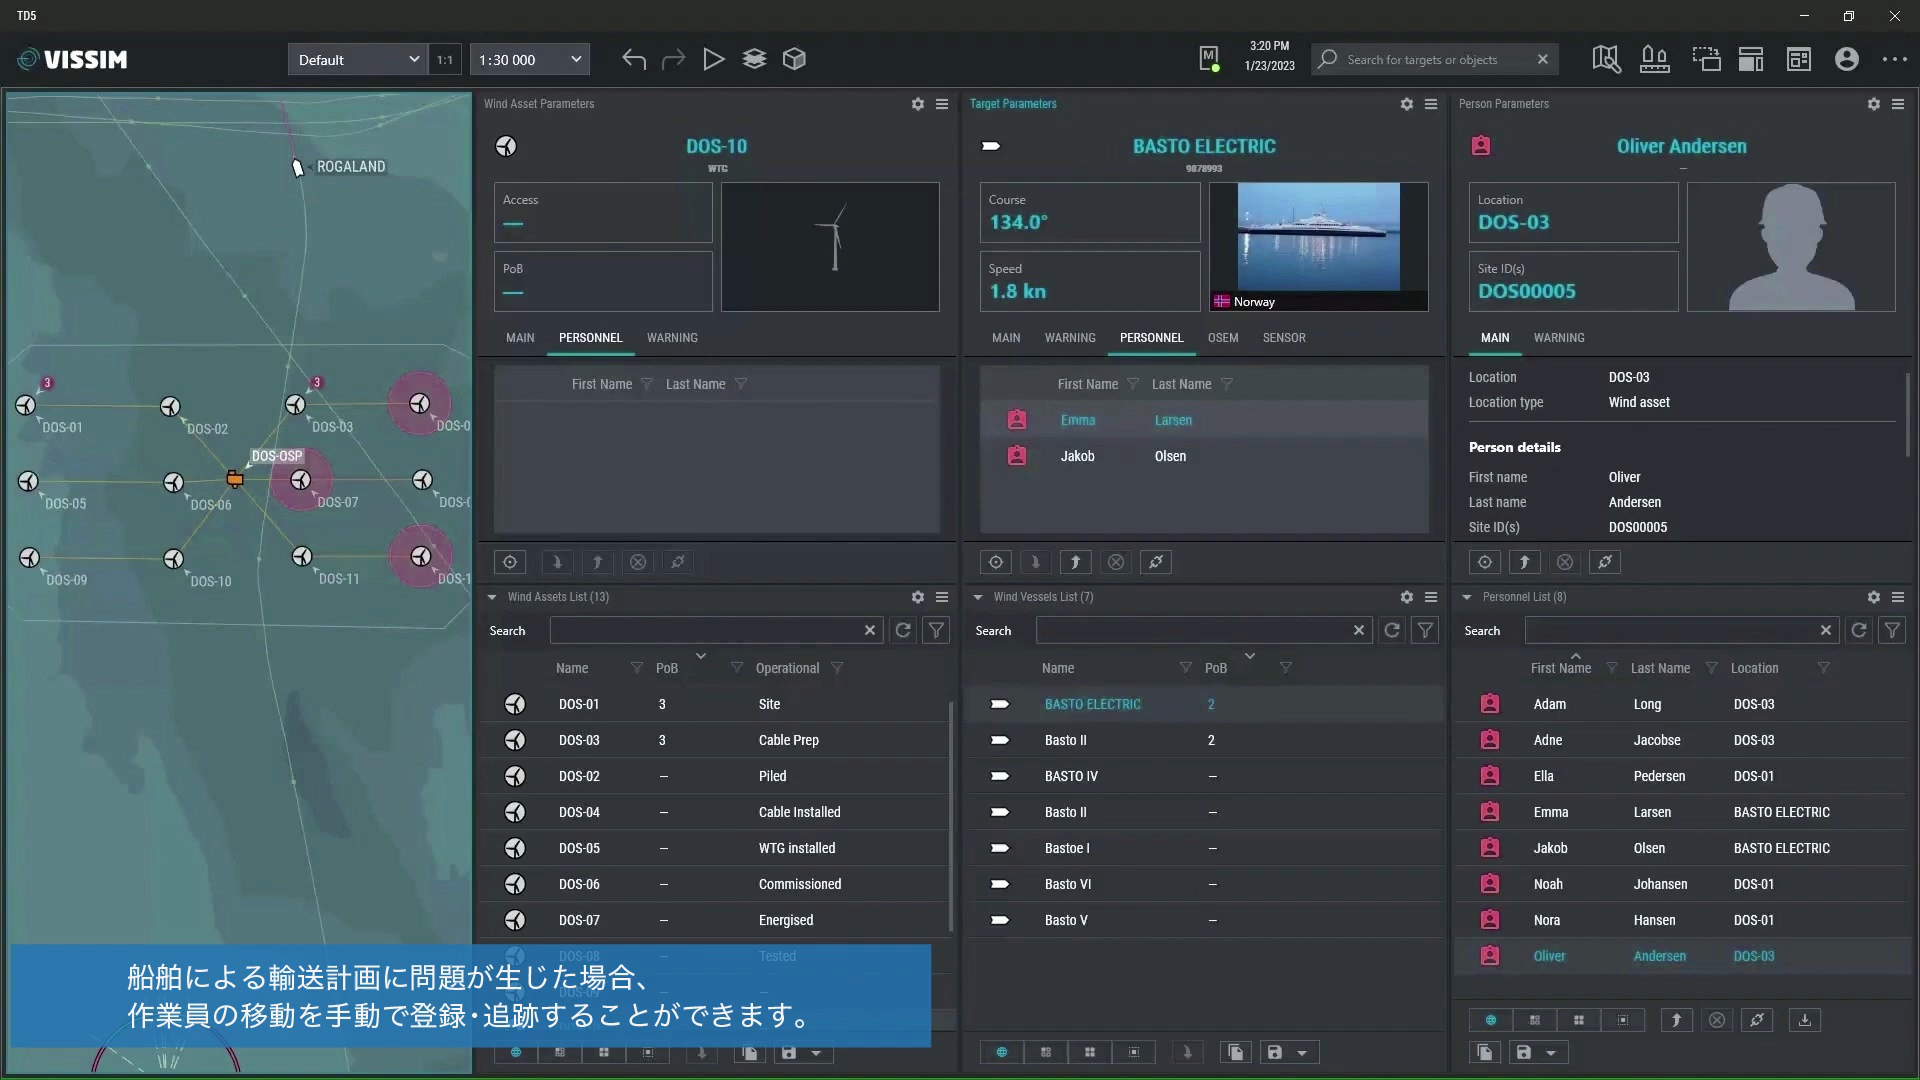 TD5
VISSIM
Default
1:1
1:30 000
M
3:20 PM
1/23/2023
Search for targets or objects
ROGALAND
3
3
DOS-01
DOS-02
DOS-03
DOS-0
DOS-OSP
DOS-05
DOS-06
DOS-07
DOS-0
DOS-09
DOS-10
DOS-11
DOS-1
Wind Asset Parameters
DOS-10
WTG
Access
—
PoB
—
MAIN PERSONNEL WARNING
First Name Last Name
Target Parameters
BASTO ELECTRIC
9878993
Course
134.0°
Speed
1.8 kn
Norway
MAIN WARNING PERSONNEL OSEM SENSOR
First Name Last Name
Emma Larsen
Jakob Olsen
Person Parameters
Oliver Andersen
—
Location
DOS-03
Site ID(s)
DOS00005
MAIN WARNING
Location DOS-03
Location type Wind asset
Person details
First name Oliver
Last name Andersen
Site ID(s) DOS00005
Wind Assets List (13)
Search
Name PoB Operational
DOS-01 3 Site
DOS-03 3 Cable Prep
DOS-02 – Piled
DOS-04 – Cable Installed
DOS-05 – WTG installed
DOS-06 – Commissioned
DOS-07 – Energised
DOS-08 – Tested
DOS-09 –
Wind Vessels List (7)
Search
Name PoB
BASTO ELECTRIC 2
Basto II 2
BASTO IV –
Basto II –
Bastoe I –
Basto VI –
Basto V –
Personnel List (8)
Search
First Name Last Name Location
Adam Long DOS-03
Adne Jacobse DOS-03
Ella Pedersen DOS-01
Emma Larsen BASTO ELECTRIC
Jakob Olsen BASTO ELECTRIC
Noah Johansen DOS-01
Nora Hansen DOS-01
Oliver Andersen DOS-03
船舶による輸送計画に問題が生じた場合、
作業員の移動を手動で登録・追跡することができます。